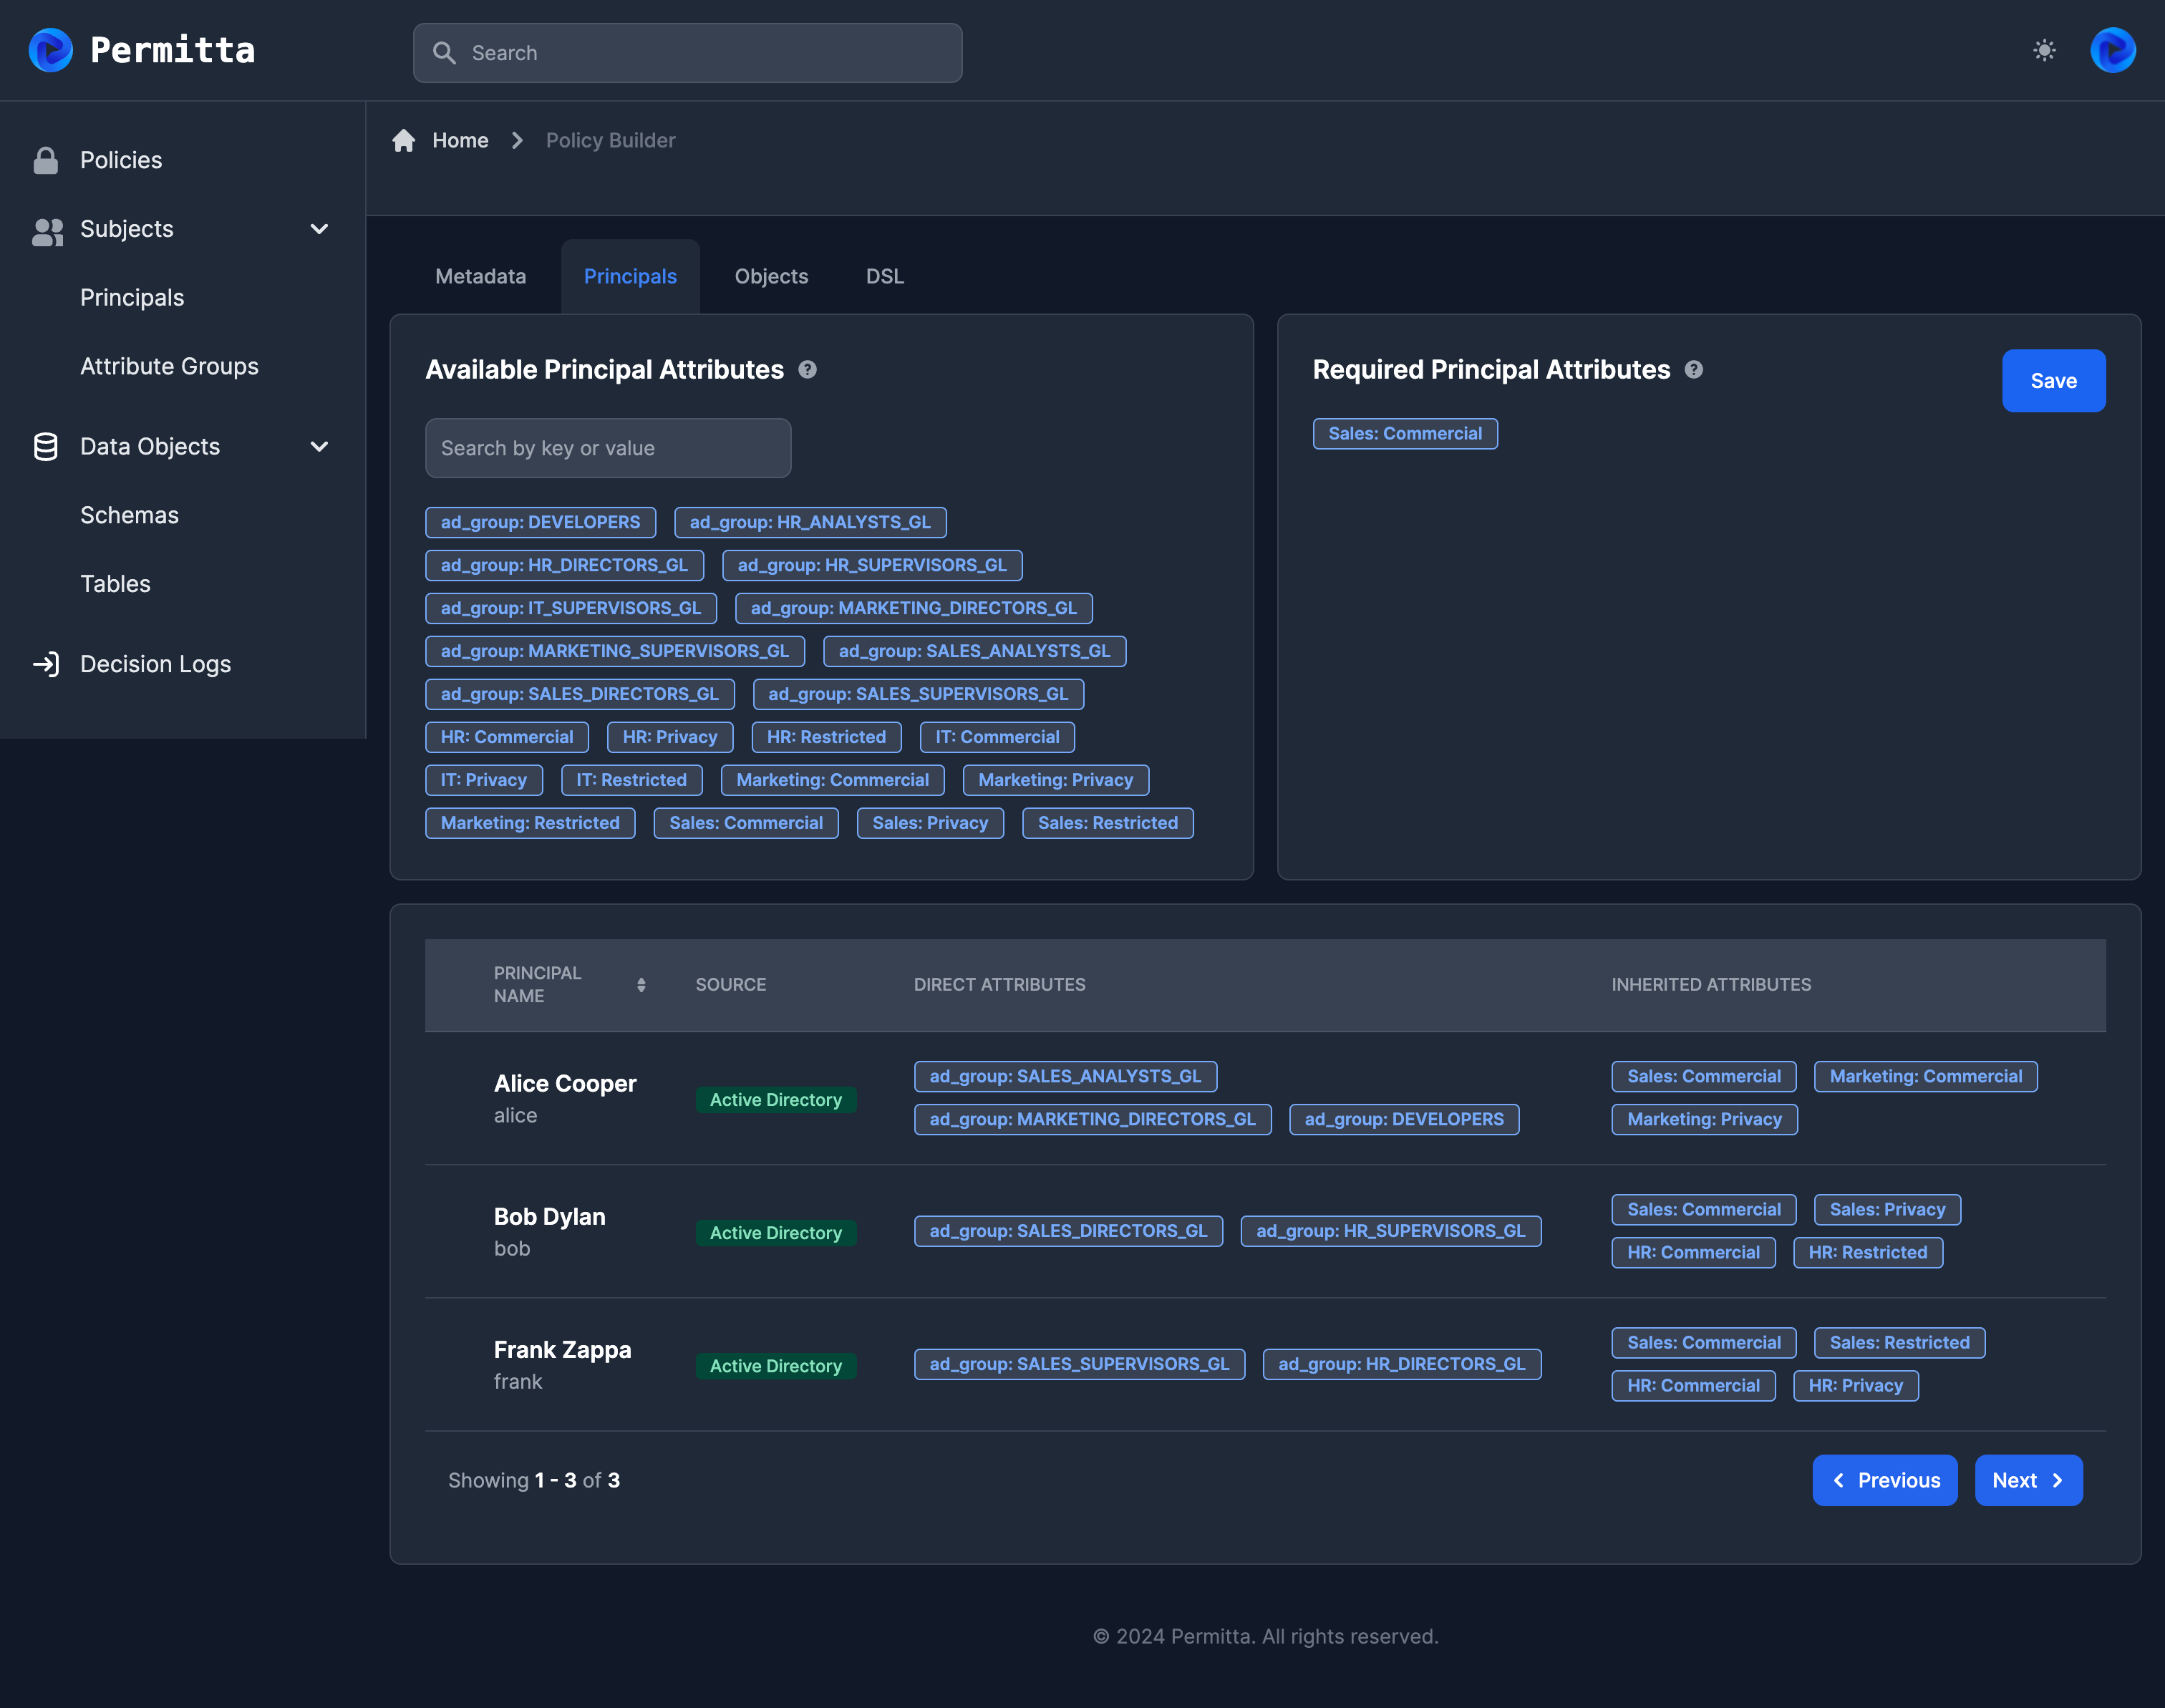 Permitta
Search
Policies
Subjects
Principals
Attribute Groups
Data Objects
Schemas
Tables
Decision Logs
Home
Policy Builder
Metadata
Principals
Objects
DSL
Available Principal Attributes
Search by key or value
ad_group: DEVELOPERS
ad_group: HR_ANALYSTS_GL
ad_group: HR_DIRECTORS_GL
ad_group: HR_SUPERVISORS_GL
ad_group: IT_SUPERVISORS_GL
ad_group: MARKETING_DIRECTORS_GL
ad_group: MARKETING_SUPERVISORS_GL
ad_group: SALES_ANALYSTS_GL
ad_group: SALES_DIRECTORS_GL
ad_group: SALES_SUPERVISORS_GL
HR: Commercial
HR: Privacy
HR: Restricted
IT: Commercial
IT: Privacy
IT: Restricted
Marketing: Commercial
Marketing: Privacy
Marketing: Restricted
Sales: Commercial
Sales: Privacy
Sales: Restricted
Required Principal Attributes
Save
Sales: Commercial
PRINCIPAL
NAME
SOURCE
DIRECT ATTRIBUTES
INHERITED ATTRIBUTES
Alice Cooper
alice
Active Directory
ad_group: SALES_ANALYSTS_GL
ad_group: MARKETING_DIRECTORS_GL
ad_group: DEVELOPERS
Sales: Commercial
Marketing: Commercial
Marketing: Privacy
Bob Dylan
bob
Active Directory
ad_group: SALES_DIRECTORS_GL
ad_group: HR_SUPERVISORS_GL
Sales: Commercial
Sales: Privacy
HR: Commercial
HR: Restricted
Frank Zappa
frank
Active Directory
ad_group: SALES_SUPERVISORS_GL
ad_group: HR_DIRECTORS_GL
Sales: Commercial
Sales: Restricted
HR: Commercial
HR: Privacy
Showing 1 - 3 of 3
Previous
Next
© 2024 Permitta. All rights reserved.